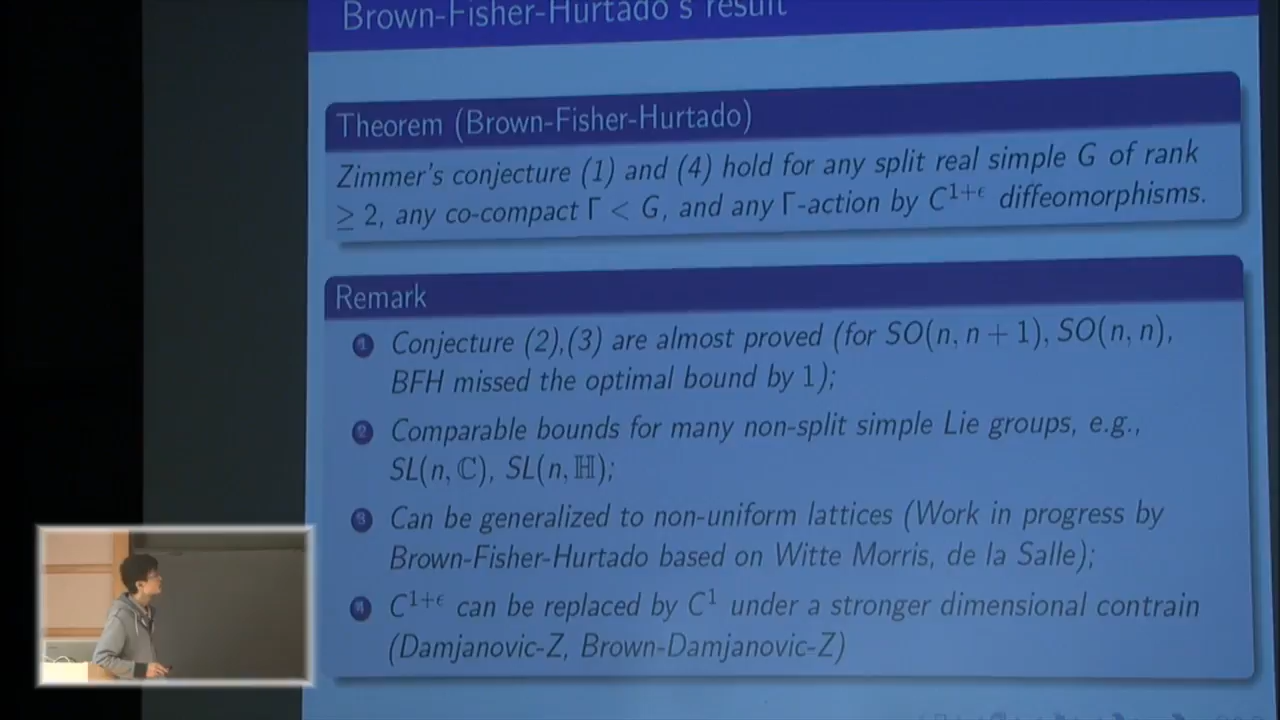 Brown-Fisher-Hurtado's result
Theorem (Brown-Fisher-Hurtado)
Zimmer's conjecture (1) and (4) hold for any split real simple G of rank
≥ 2, any co-compact Γ < G, and any Γ-action by C^{1+ϵ} diffeomorphisms.
Remark
1 Conjecture (2),(3) are almost proved (for SO(n, n + 1), SO(n, n),
BFH missed the optimal bound by 1);
2 Comparable bounds for many non-split simple Lie groups, e.g.,
SL(n, ℂ), SL(n, ℍ);
3 Can be generalized to non-uniform lattices (Work in progress by
Brown-Fisher-Hurtado based on Witte Morris, de la Salle);
4 C^{1+ϵ} can be replaced by C^1 under a stronger dimensional contrain
(Damjanovic-Z, Brown-Damjanovic-Z)